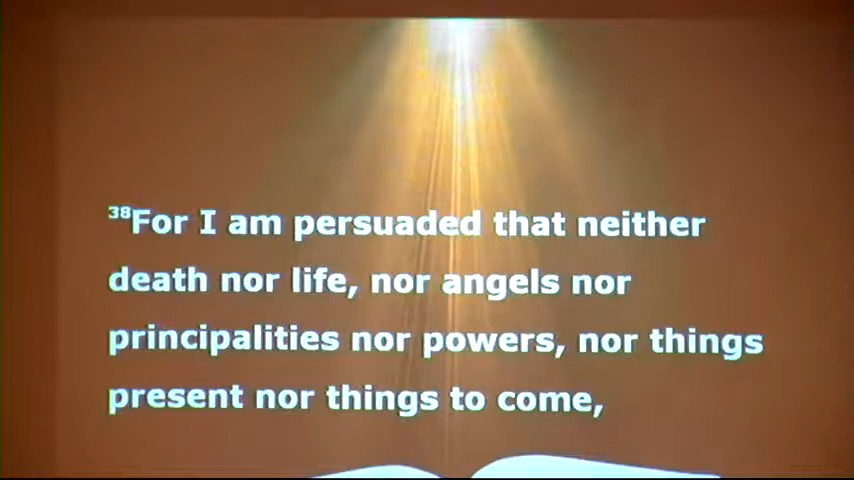 38For I am persuaded that neither
death nor life, nor angels nor
principalities nor powers, nor things
present nor things to come,